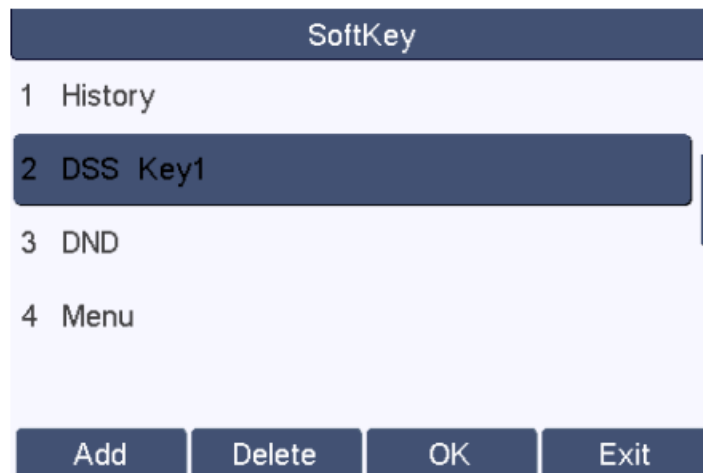 SoftKey
1 History
2 DSS Key1
3 DND
4 Menu
Add Delete OK Exit